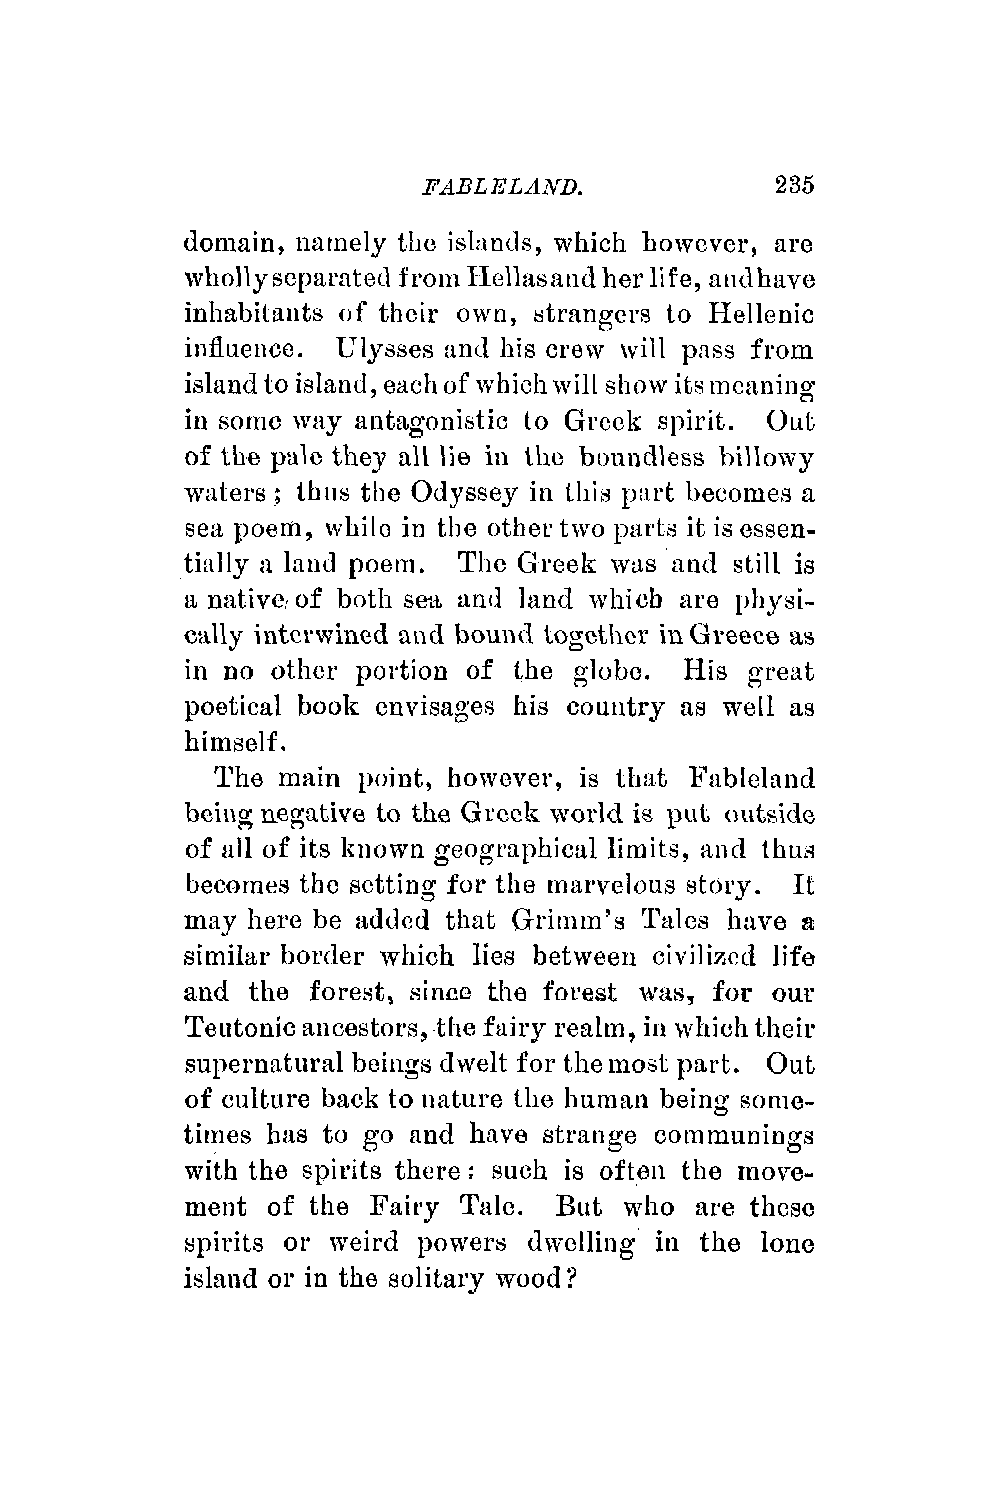 FABLELAND. 235
domain, namely the islands, which however, are
wholly separated from Hellas and her life, and have
inhabitants of their own, strangers to Hellenic
influence. Ulysses and his crew will pass from
island to island, each of which will show its meaning
in some way antagonistic to Greek spirit. Out
of the pale they all lie in the boundless billowy
waters; thus the Odyssey in this part becomes a
sea poem, while in the other two parts it is essen-
tially a land poem. The Greek was and still is
a native of both sea and land which are physi-
cally interwined and bound together in Greece as
in no other portion of the globe. His great
poetical book envisages his country as well as
himself.
The main point, however, is that Fableland
being negative to the Greek world is put outside
of all of its known geographical limits, and thus
becomes the setting for the marvelous story. It
may here be added that Grimm's Tales have a
similar border which lies between civilized life
and the forest, since the forest was, for our
Teutonic ancestors, the fairy realm, in which their
supernatural beings dwelt for the most part. Out
of culture back to nature the human being some-
times has to go and have strange communings
with the spirits there: such is often the move-
ment of the Fairy Tale. But who are these
spirits or weird powers dwelling in the lone
island or in the solitary wood?